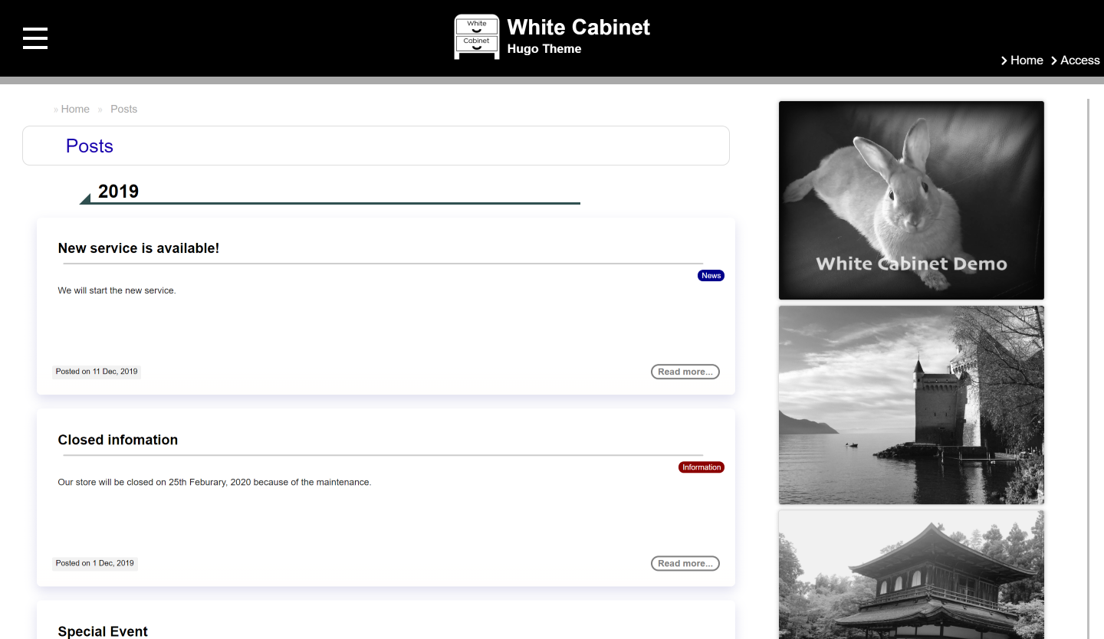 White
Cabinet
White Cabinet
Hugo Theme
Home
Access
» Home » Posts
Posts
2019
New service is available!
News
We will start the new service.
Posted on 11 Dec, 2019
Read more...
Closed infomation
Information
Our store will be closed on 25th Feburary, 2020 because of the maintenance.
Posted on 1 Dec, 2019
Read more...
Special Event
White Cabinet Demo